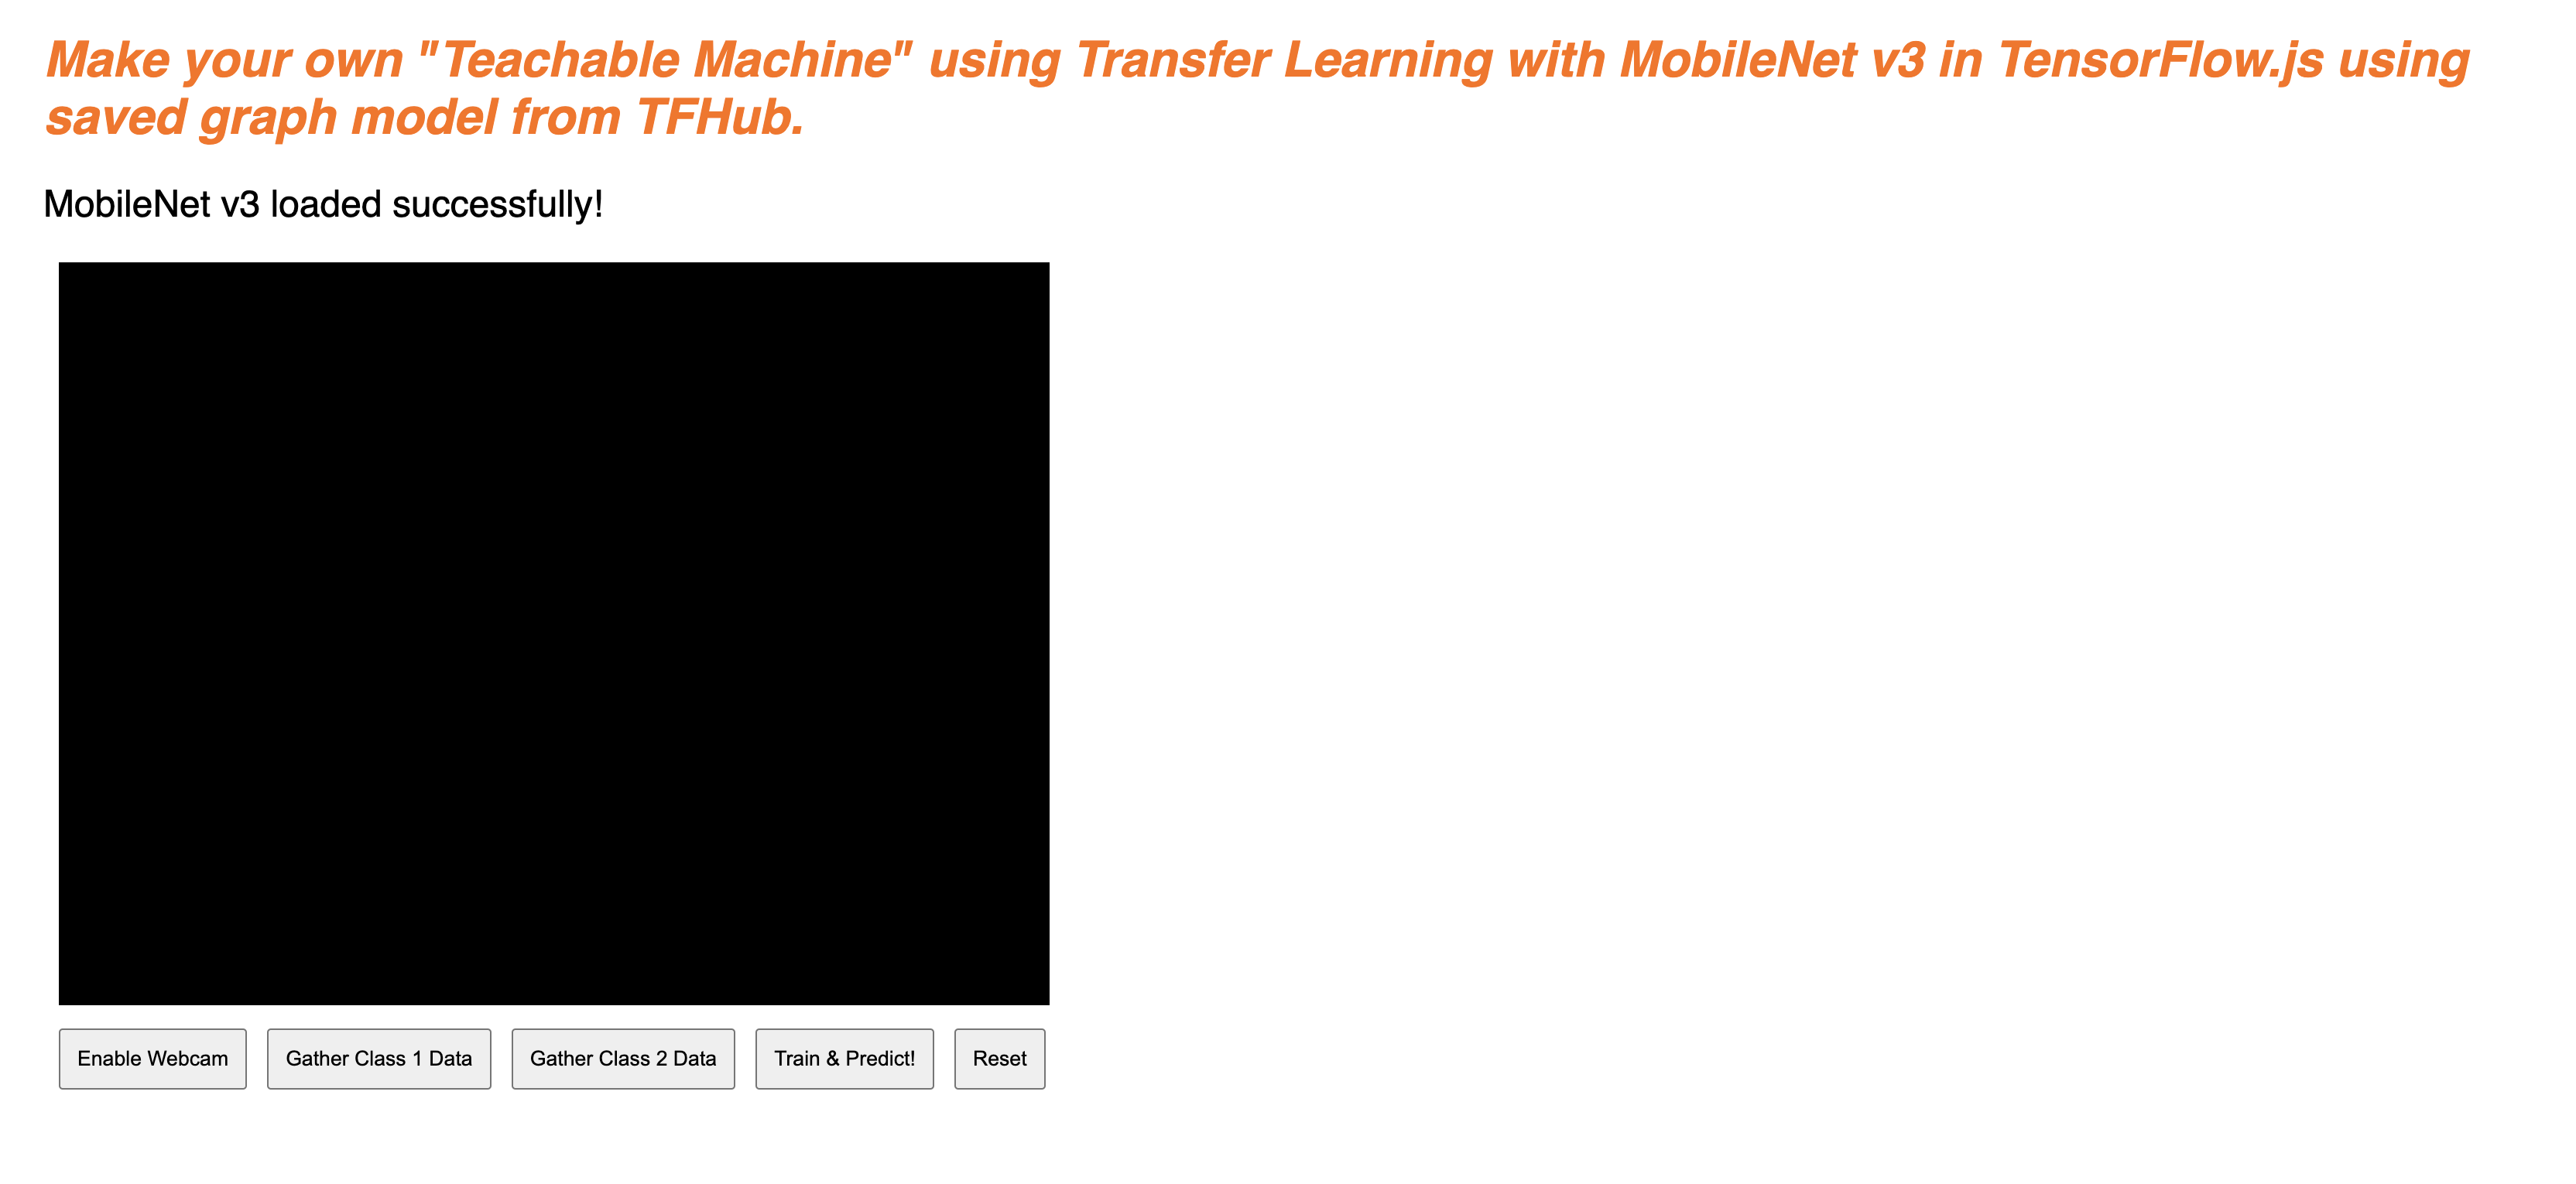 Make your own "Teachable Machine" using Transfer Learning with MobileNet v3 in TensorFlow.js using
saved graph model from TFHub.
MobileNet v3 loaded successfully!
Enable Webcam Gather Class 1 Data Gather Class 2 Data Train & Predict! Reset